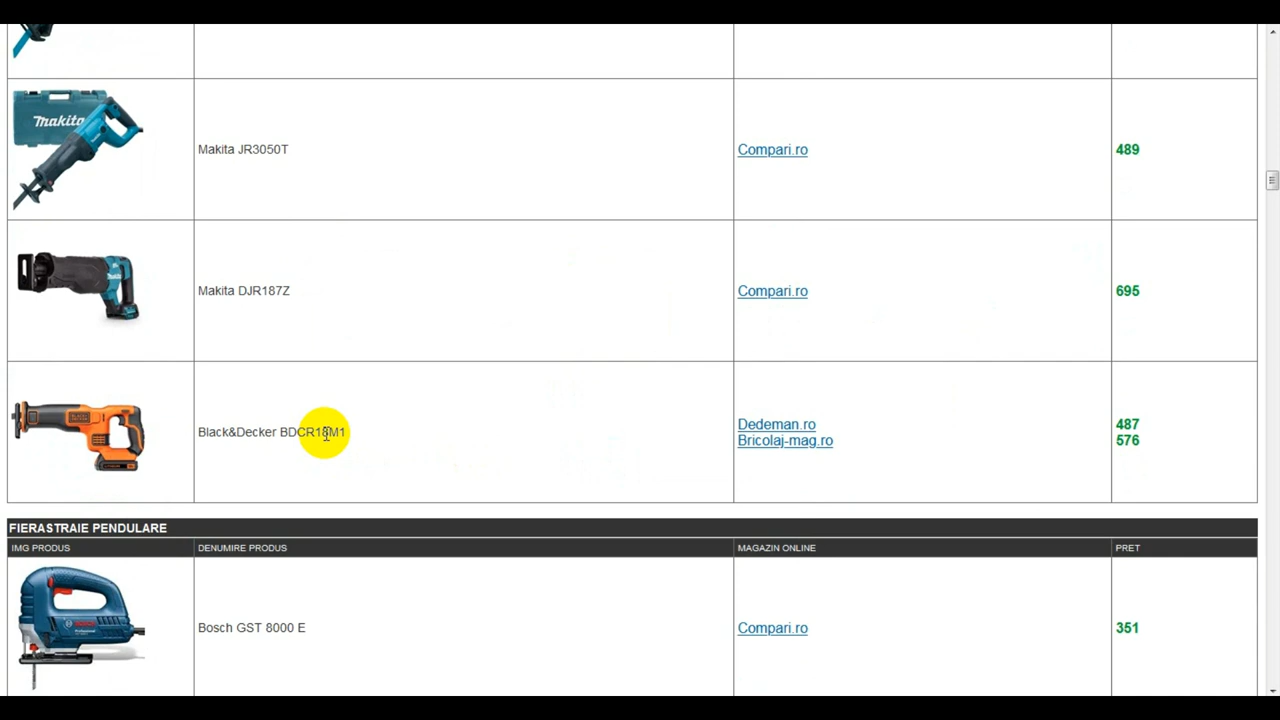 makita
Makita JR3050T
Compari.ro
489
Makita DJR187Z
Compari.ro
695
Black&Decker BDCR18M1
Dedeman.ro
487
Bricolaj-mag.ro
576
FIERASTRAIE PENDULARE
IMG PRODUS
DENUMIRE PRODUS
MAGAZIN ONLINE
PRET
Bosch GST 8000 E
Compari.ro
351